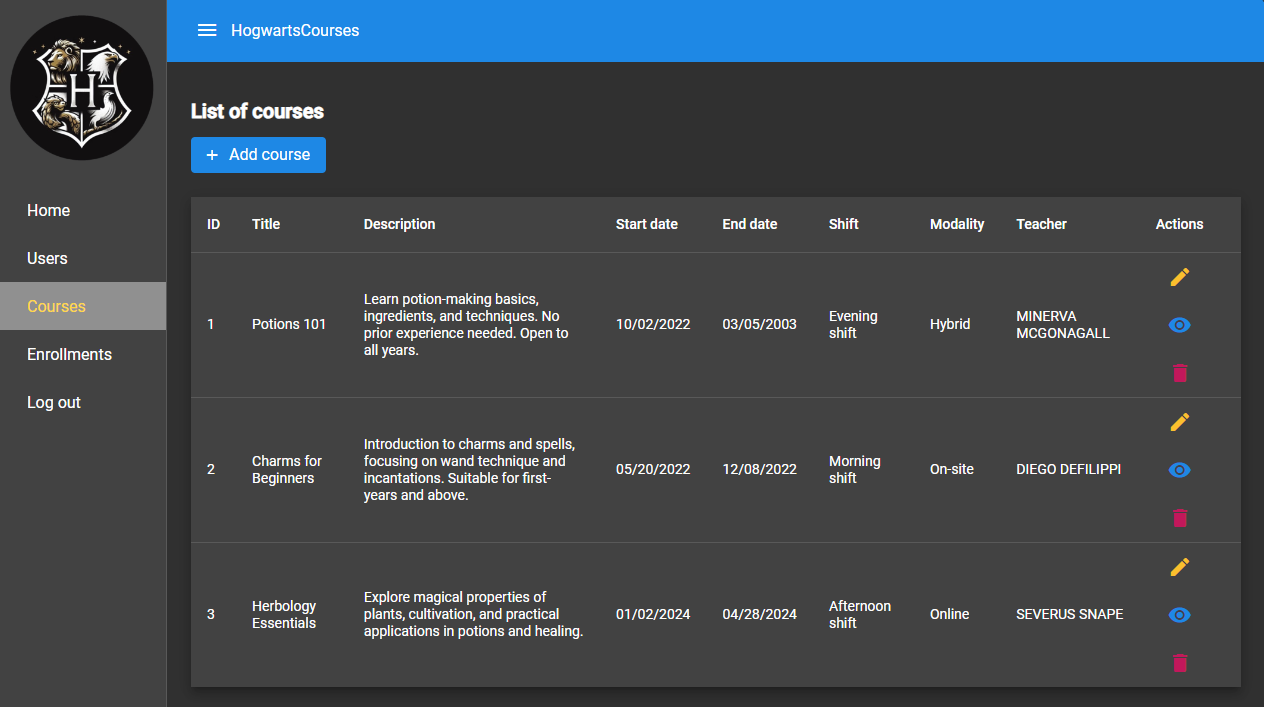 H
HogwartsCourses
Home
Users
Courses
Enrollments
Log out
List of courses
+ Add course
ID Title Description Start date End date Shift Modality Teacher Actions
1 Potions 101
Learn potion-making basics,
ingredients, and techniques. No
prior experience needed. Open to
all years.
10/02/2022 03/05/2003
Evening
shift
Hybrid
MINERVA
MCGONAGALL
2
Charms for
Beginners
Introduction to charms and spells,
focusing on wand technique and
incantations. Suitable for first-
years and above.
05/20/2022 12/08/2022
Morning
shift
On-site DIEGO DEFILIPPI
3
Herbology
Essentials
Explore magical properties of
plants, cultivation, and practical
applications in potions and healing.
01/02/2024 04/28/2024
Afternoon
shift
Online SEVERUS SNAPE